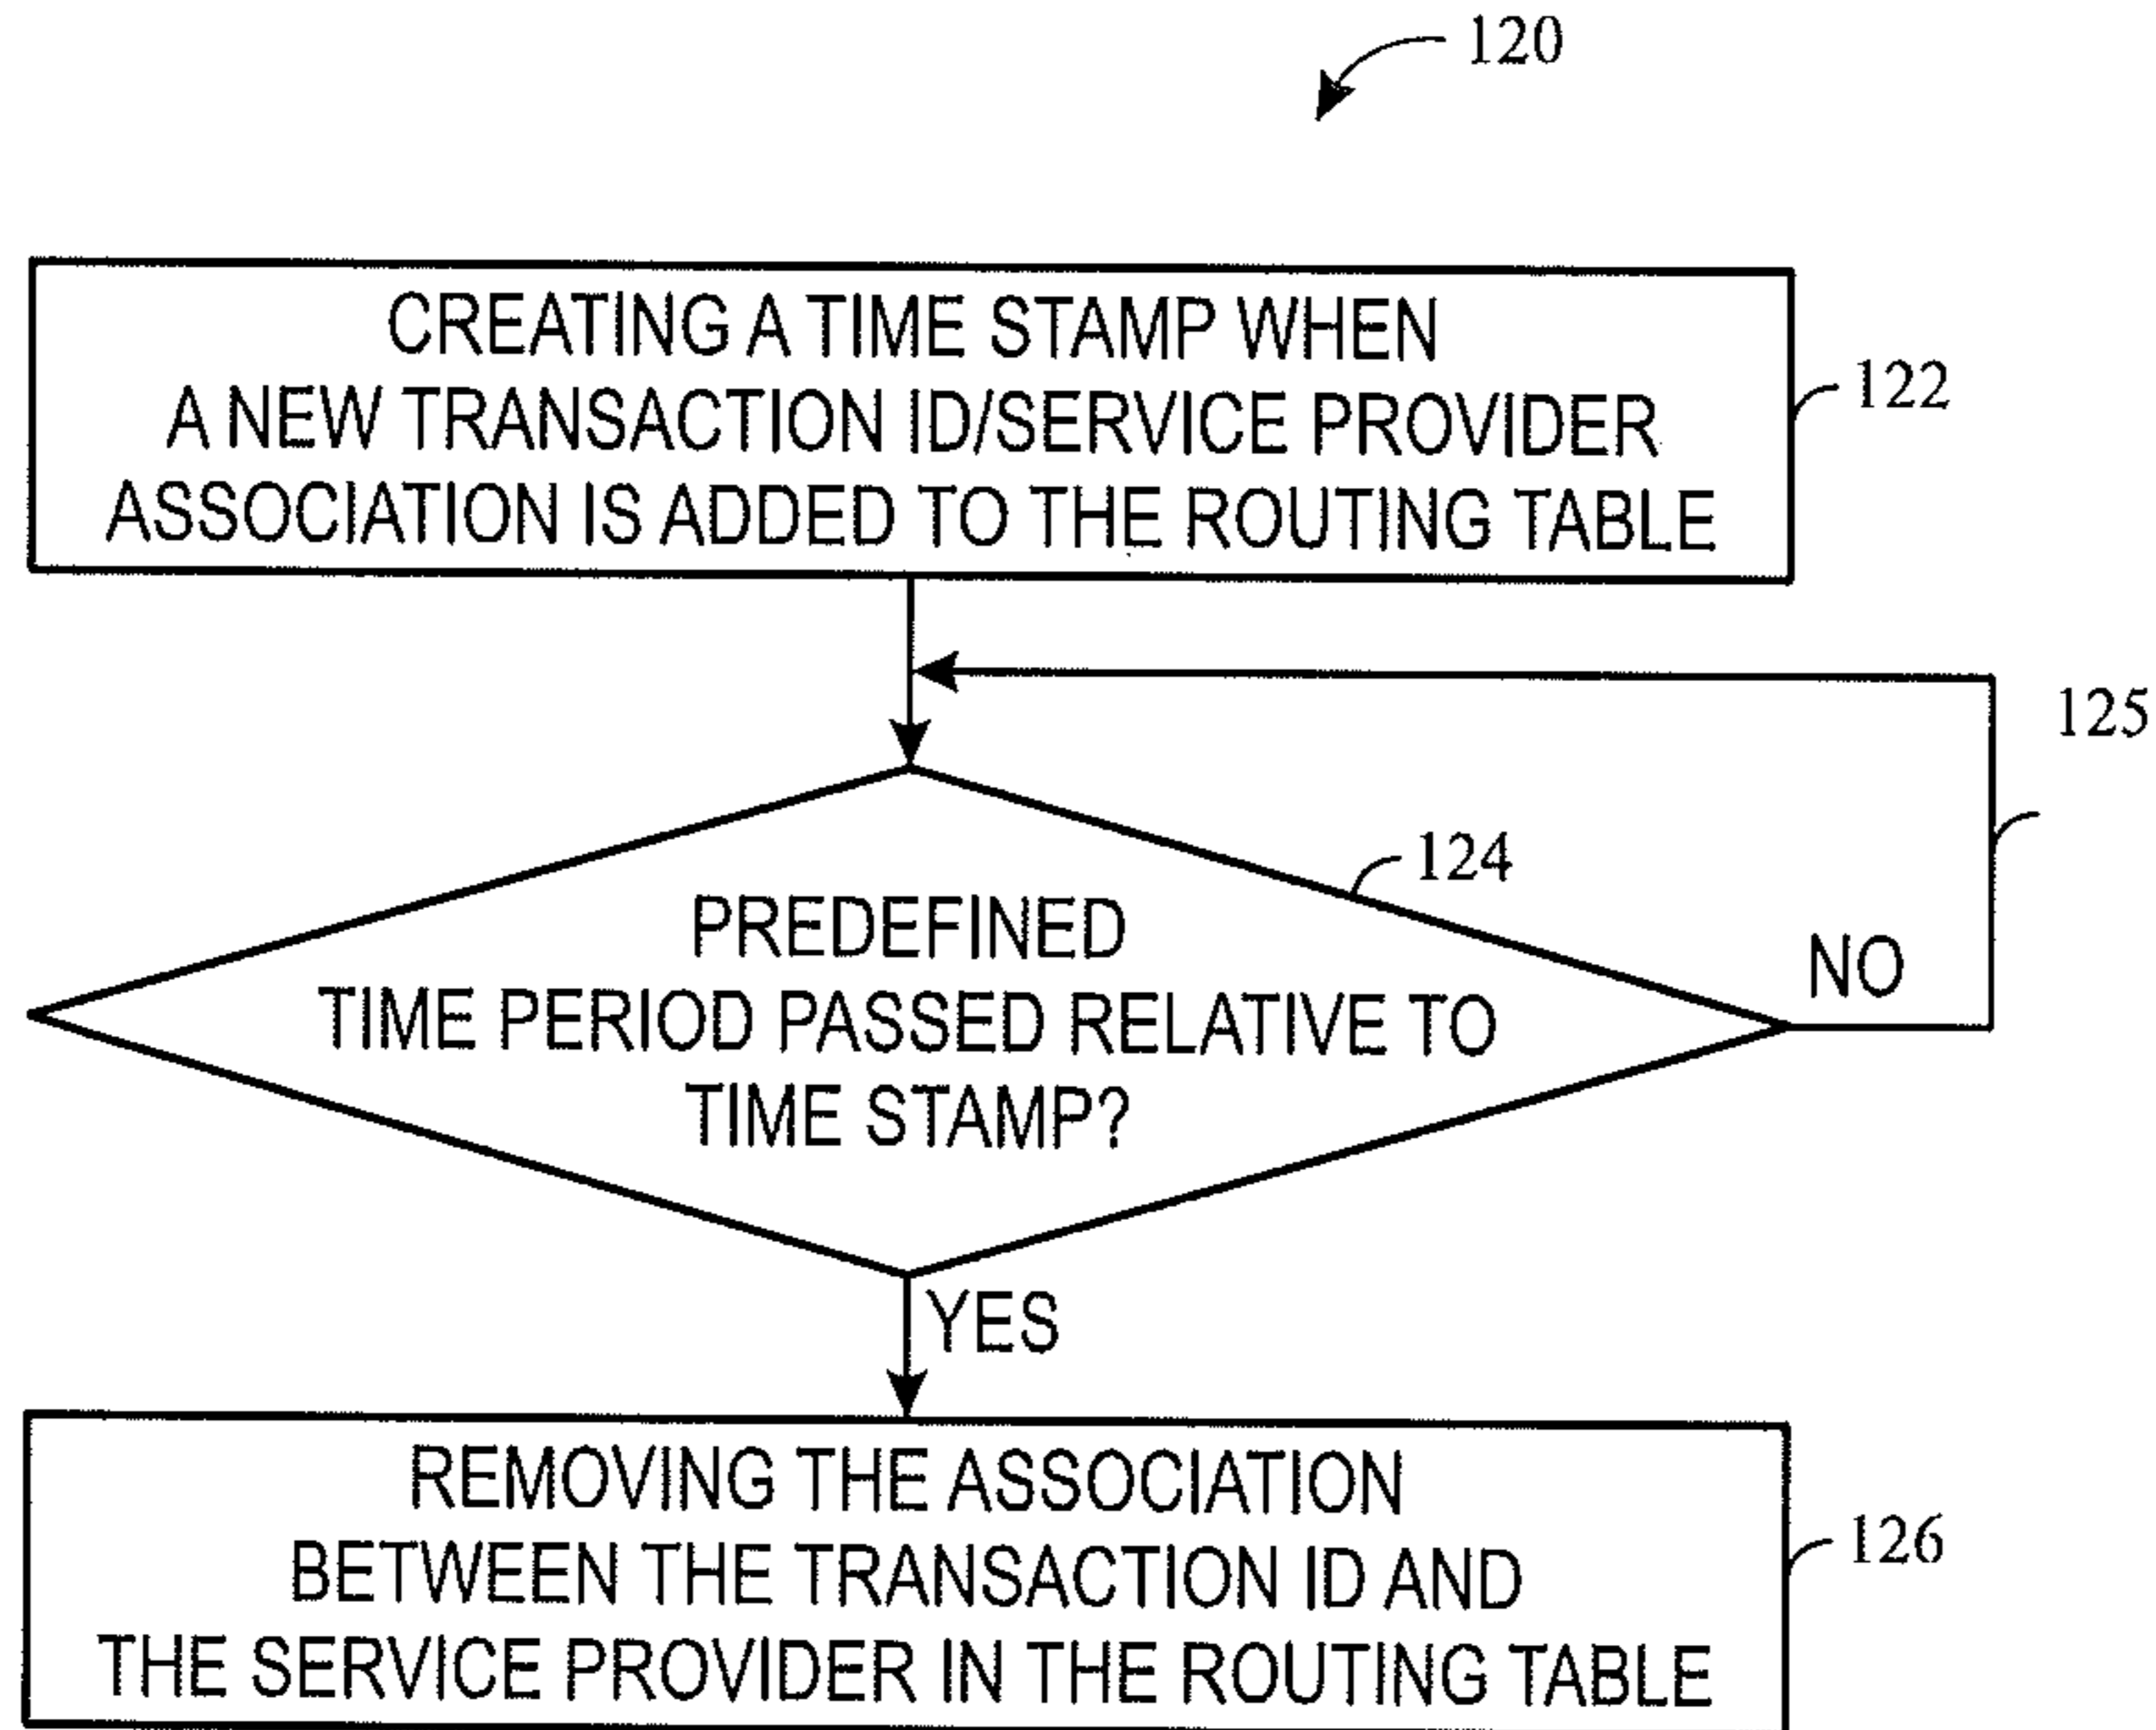 120
CREATING A TIME STAMP WHEN
A NEW TRANSACTION ID/SERVICE PROVIDER
ASSOCIATION IS ADDED TO THE ROUTING TABLE
122
125
124
PREDEFINED
TIME PERIOD PASSED RELATIVE TO
TIME STAMP?
NO
YES
REMOVING THE ASSOCIATION
BETWEEN THE TRANSACTION ID AND
THE SERVICE PROVIDER IN THE ROUTING TABLE
126